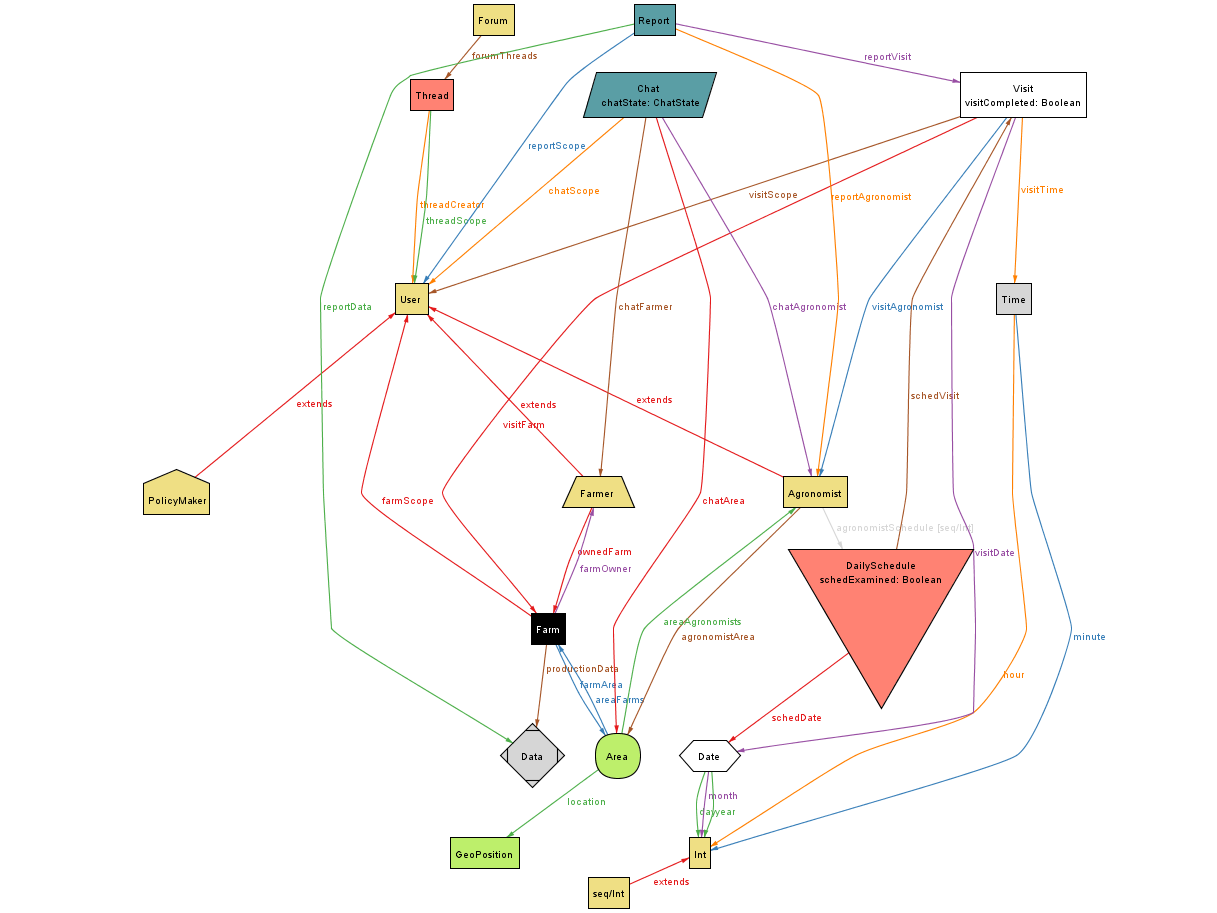 Forum
Report
forumThreads
reportVisit
Thread
Chat
chatState: ChatState
Visit
visitCompleted: Boolean
reportScope
chatScope
visitScope
reportAgronomist
visitTime
threadCreator
threadScope
User
Time
reportData
chatFarmer
chatAgronomist
visitAgronomist
extends
extends
extends
schedVisit
visitFarm
PolicyMaker
farmScope
Farmer
chatArea
Agronomist
agronomistSchedule [seq/Int]
ownedFarm
farmOwner
visitDate
DailySchedule
schedExamined: Boolean
Farm
areaAgronomists
agronomistArea
minute
productionData
farmArea
areaFarms
hour
schedDate
Data
Area
Date
location
month
day
year
GeoPosition
Int
extends
seq/Int